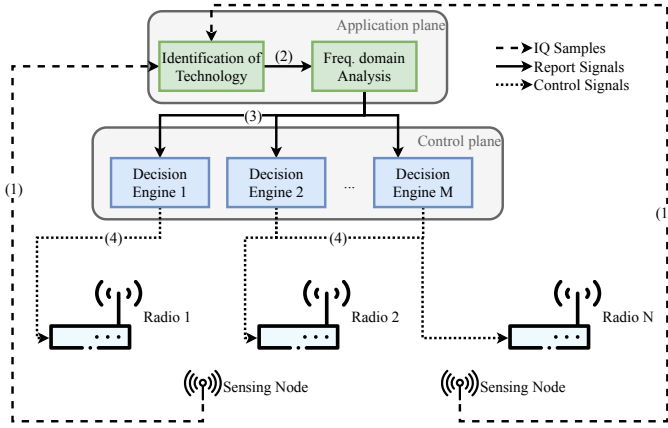 Application plane
Identification of
Technology
(2)
Freq. domain
Analysis
IQ Samples
Report Signals
Control Signals
(3)
Control plane
Decision
Engine 1
Decision
Engine 2
...
Decision
Engine M
(1)
(1
(4)
(4)
Radio 1
Radio 2
Radio N
Sensing Node
Sensing Node